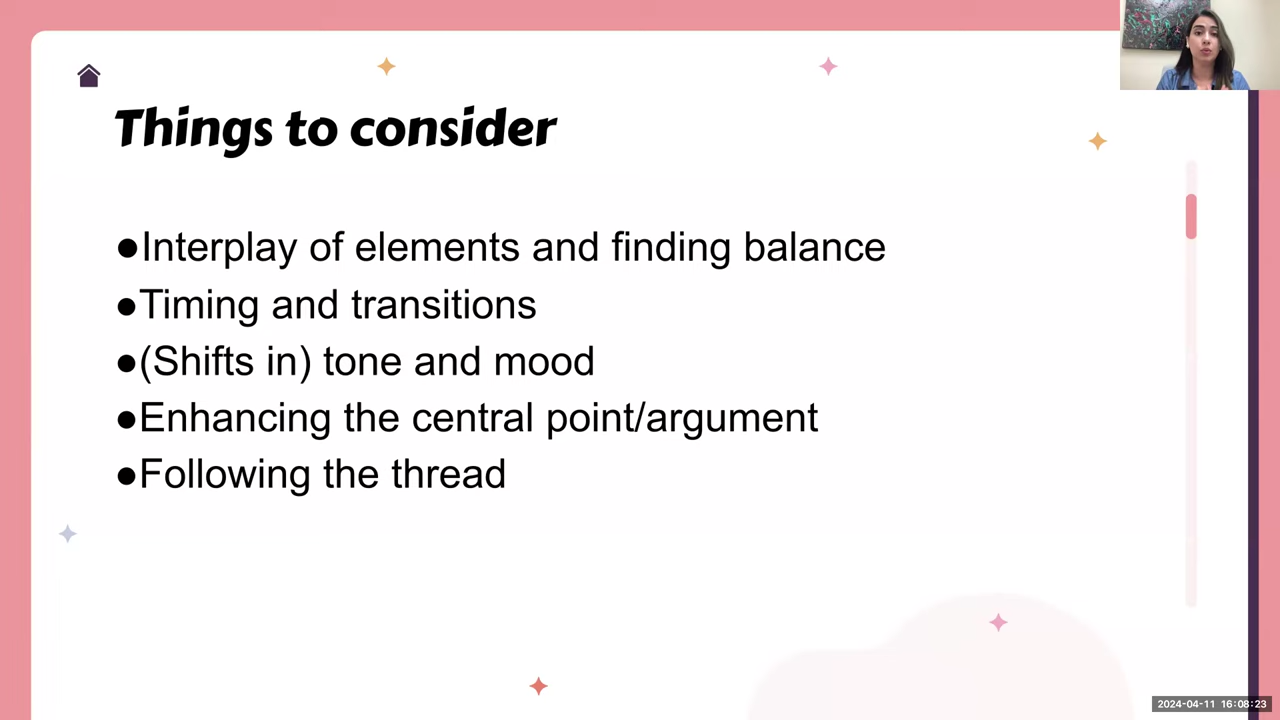 Things to consider
●Interplay of elements and finding balance
●Timing and transitions
●(Shifts in) tone and mood
●Enhancing the central point/argument
●Following the thread
2024-04-11 16:08:23